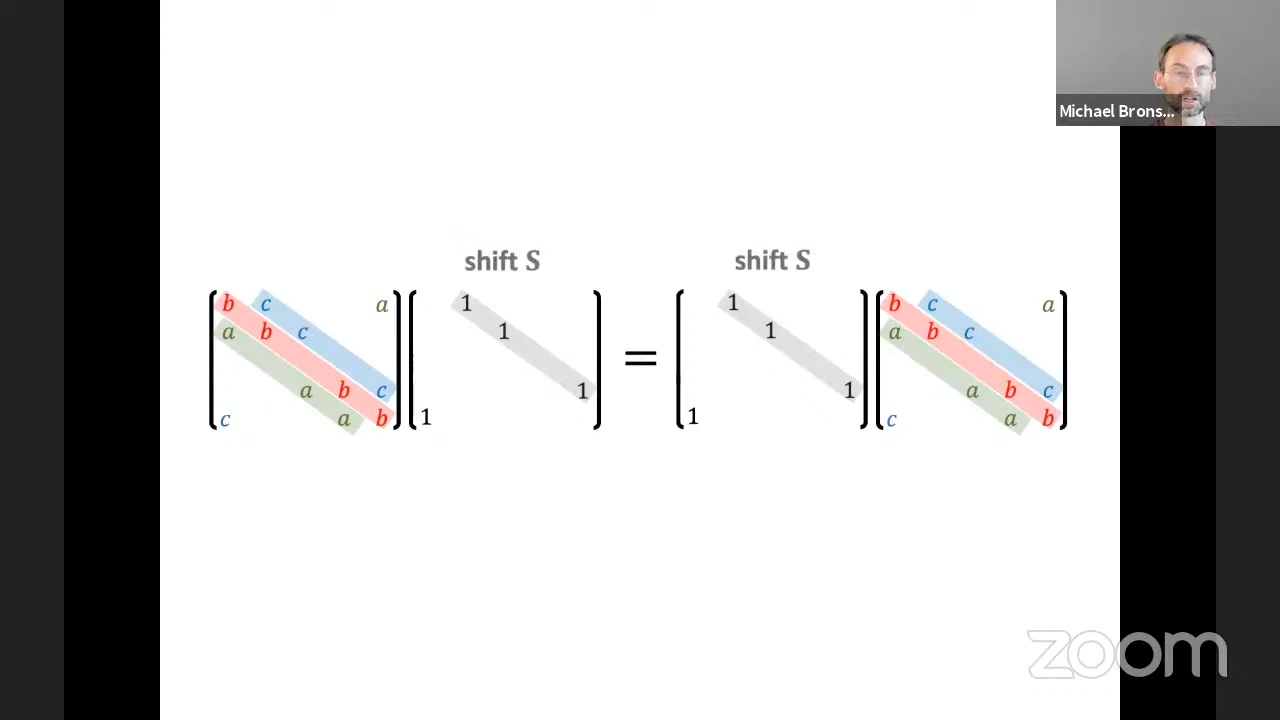 Michael Brons...
shift S shift S
b c a 1 1 b c a
a b c 1 = 1 a b c
a b c 1 1 a b c
c a b 1 1 c a b
zoom